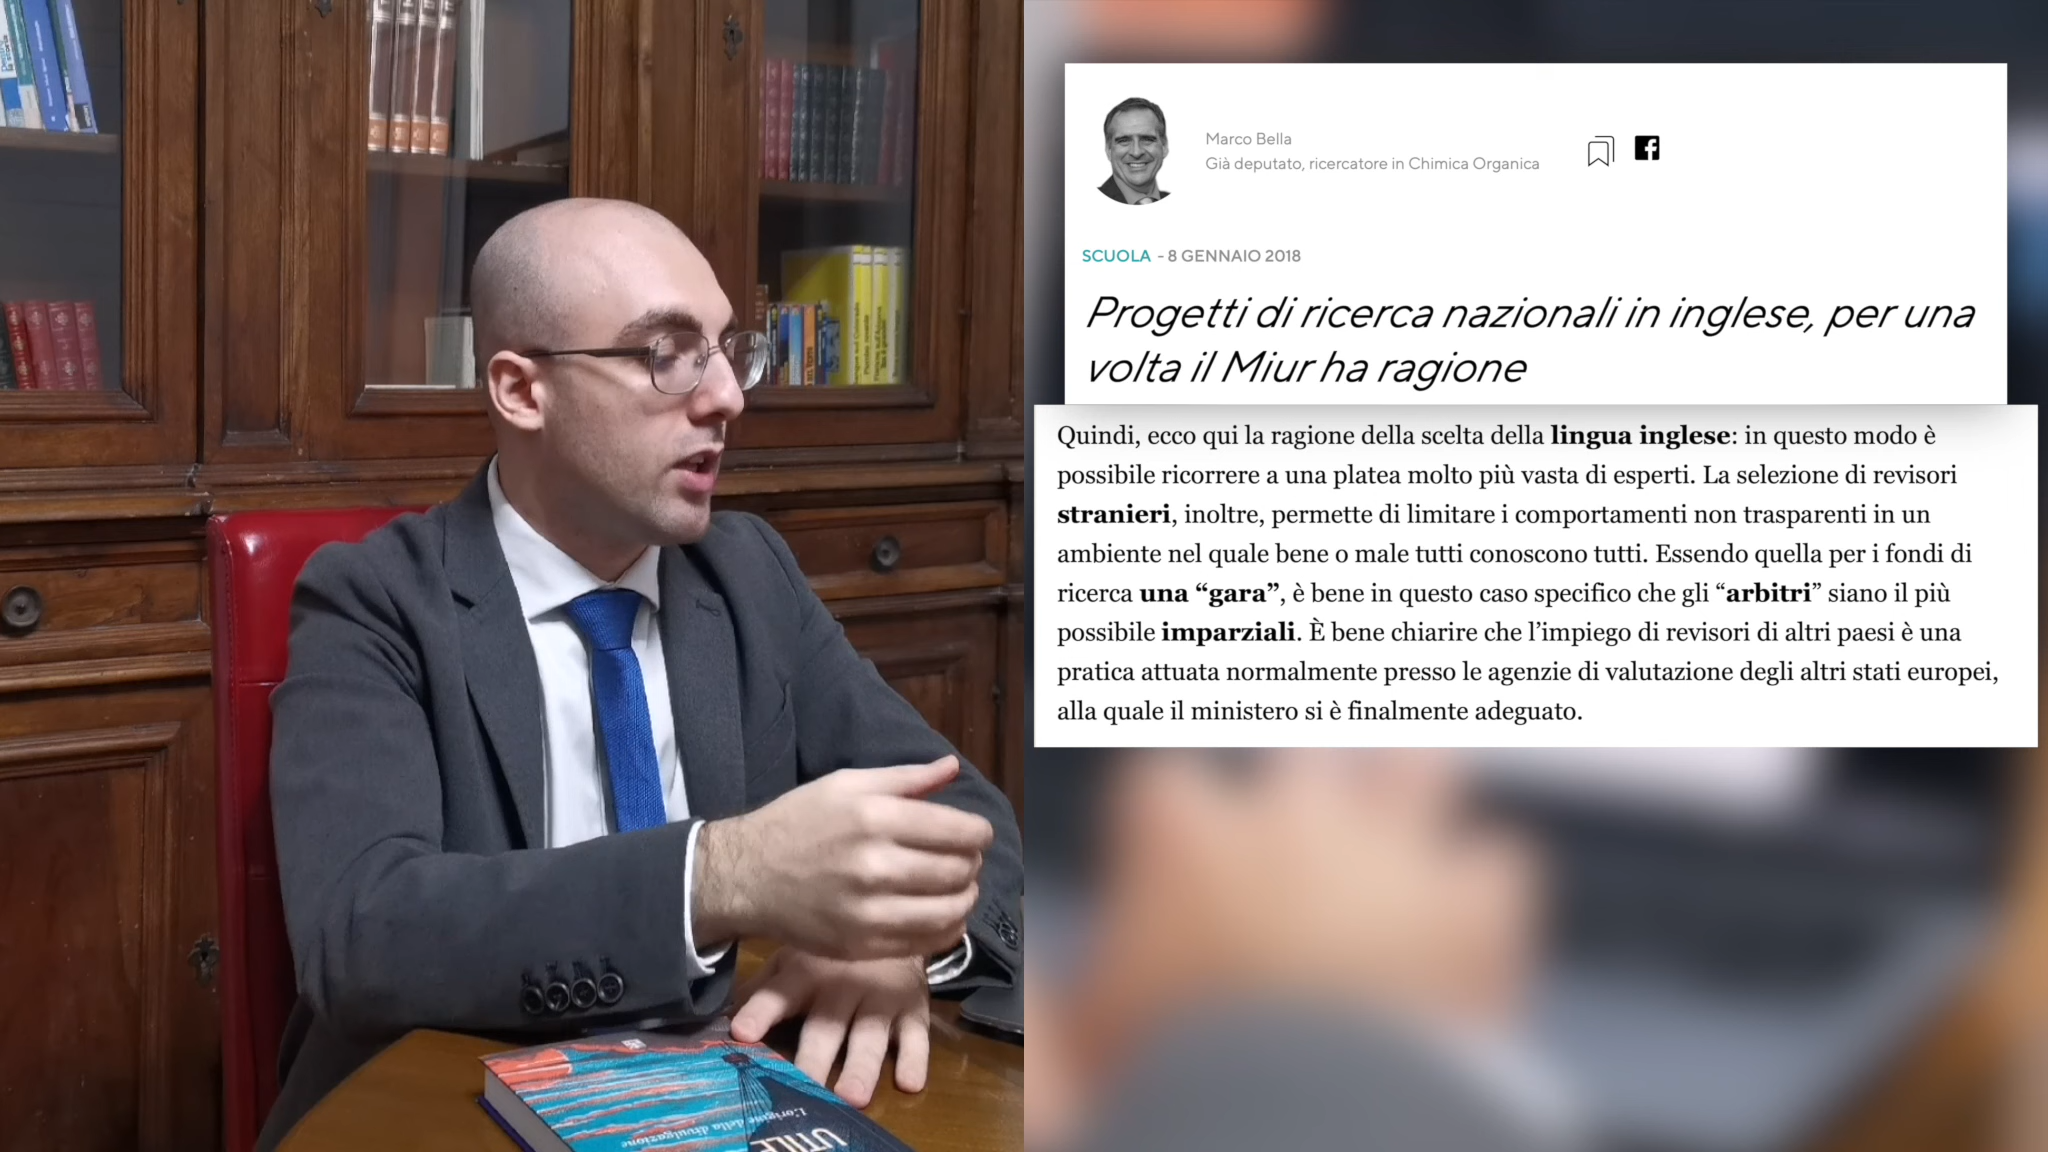 Marco Bella
Già deputato, ricercatore in Chimica Organica
SCUOLA - 8 GENNAIO 2018
Progetti di ricerca nazionali in inglese, per una
volta il Miur ha ragione
Quindi, ecco qui la ragione della scelta della lingua inglese: in questo modo è
possibile ricorrere a una platea molto più vasta di esperti. La selezione di revisori
stranieri, inoltre, permette di limitare i comportamenti non trasparenti in un
ambiente nel quale bene o male tutti conoscono tutti. Essendo quella per i fondi di
ricerca una “gara”, è bene in questo caso specifico che gli “arbitri” siano il più
possibile imparziali. È bene chiarire che l’impiego di revisori di altri paesi è una
pratica attuata normalmente presso le agenzie di valutazione degli altri stati europei,
alla quale il ministero si è finalmente adeguato.
L'origine della divulgazione